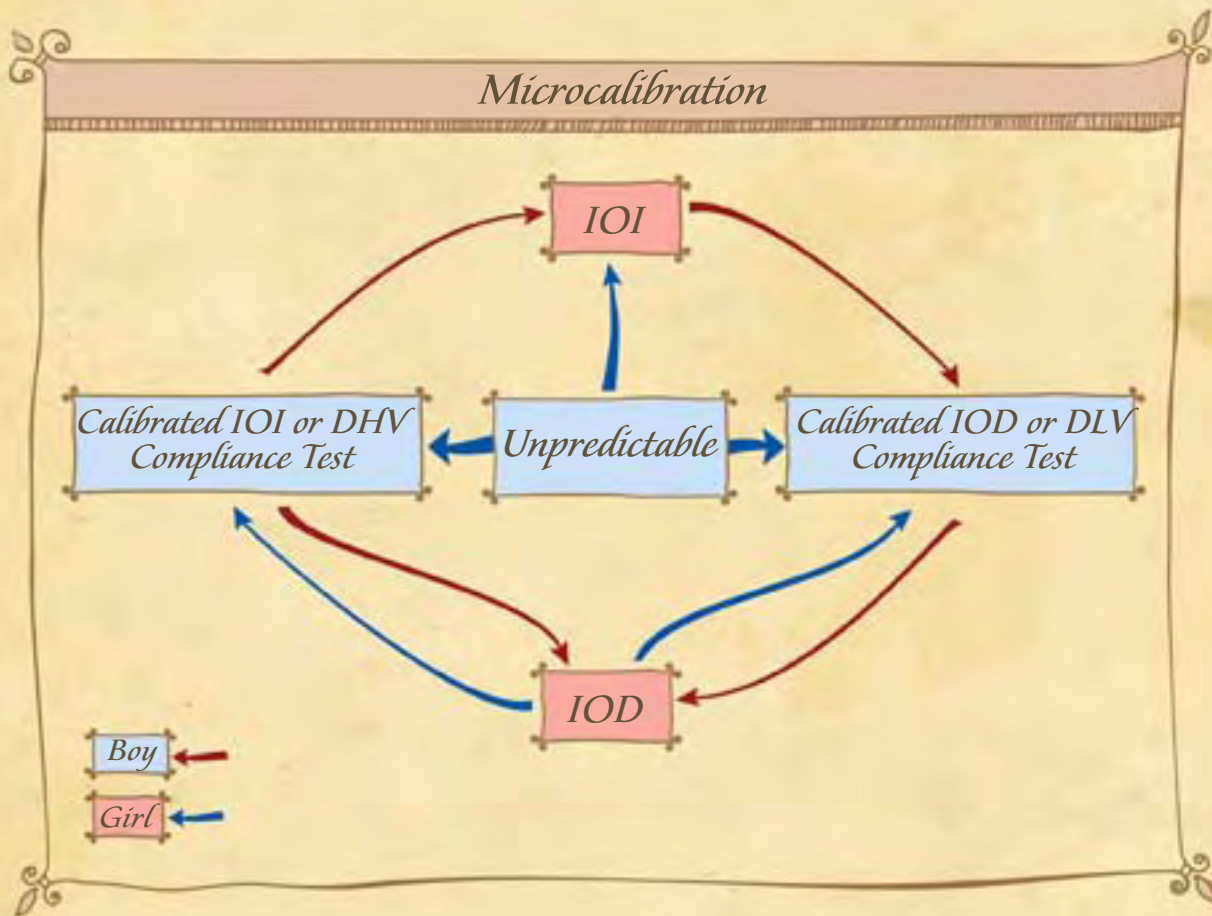 Microcalibration
IOI
Calibrated IOI or DHV
Compliance Test
Unpredictable
Calibrated IOD or DLV
Compliance Test
IOD
Boy
Girl